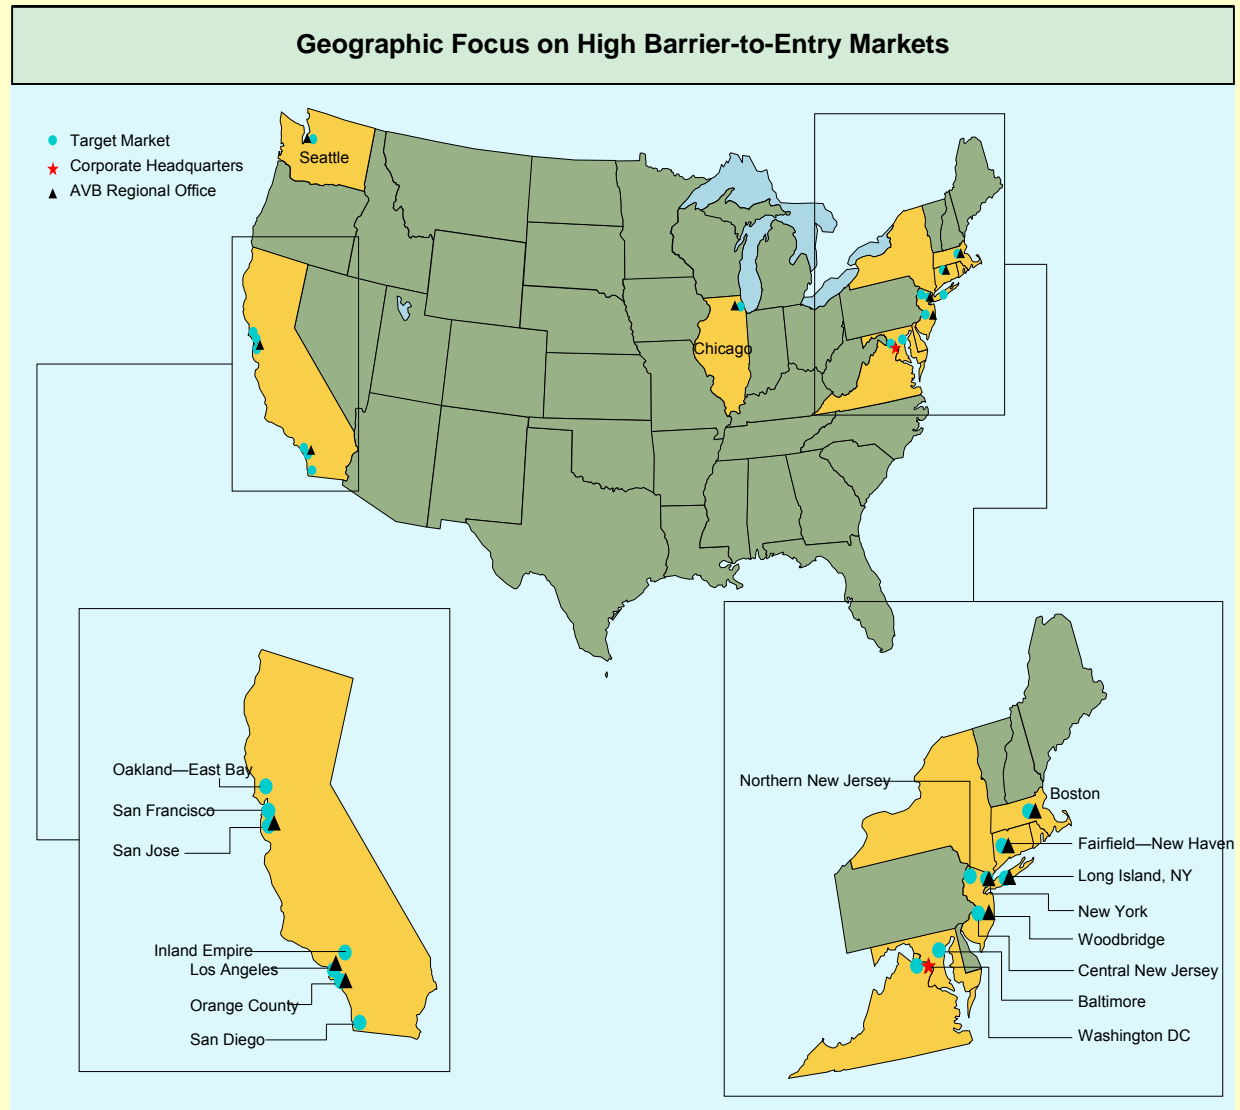 Geographic Focus on High Barrier-to-Entry Markets
Target Market
Corporate Headquarters
AVB Regional Office
Seattle
Chicago
Oakland—East Bay
San Francisco
San Jose
Inland Empire
Los Angeles
Orange County
San Diego
Northern New Jersey
Boston
Fairfield—New Haven
Long Island, NY
New York
Woodbridge
Central New Jersey
Baltimore
Washington DC